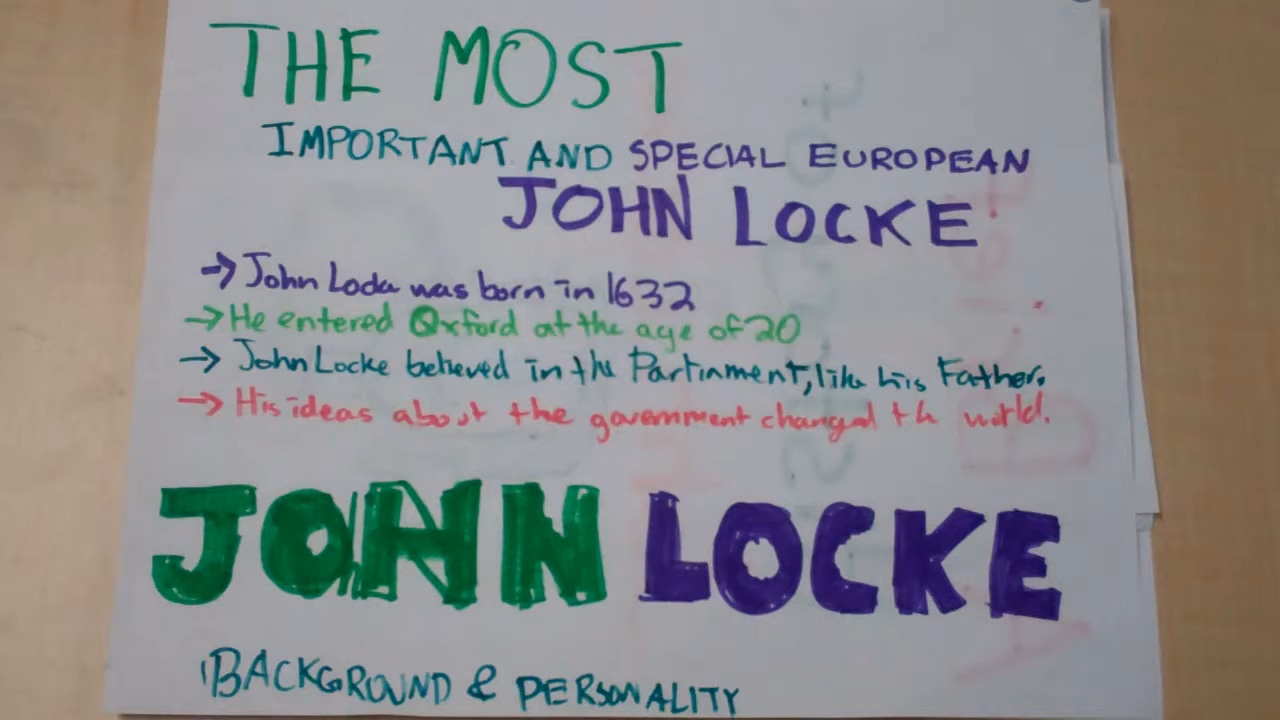 THE MOST
IMPORTANT AND SPECIAL EUROPEAN
JOHN LOCKE
→ John Locke was born in 1632
→ He entered Oxford at the age of 20
→ John Locke believed in the Partinment, like his Father.
→ His ideas about the government changed th world.
JOHN LOCKE
BACKGROUND & PERSONALITY